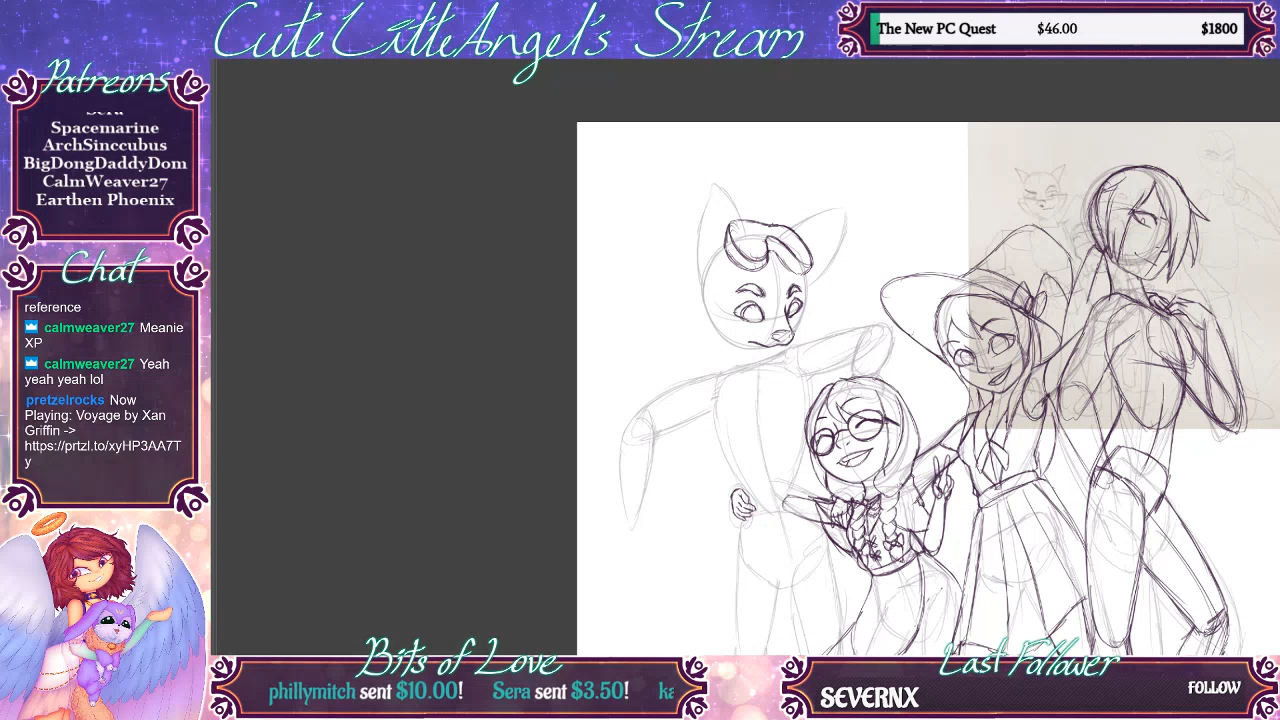 CuteLittleAngel's Stream
The New PC Quest $46.00 $1800
Patreons
Sera
Spacemarine
ArchSinccubus
BigDongDaddyDom
CalmWeaver27
Earthen Phoenix
Chat
reference
calmweaver27 Meanie
XP
calmweaver27 Yeah
yeah yeah lol
pretzelrocks Now
Playing: Voyage by Xan
Griffin ->
https://prtzl.to/xyHP3AA7T
y
Bits of Love
phillymitch sent $10.00! Sera sent $3.50!
Last Follower
SEVERNX FOLLOW